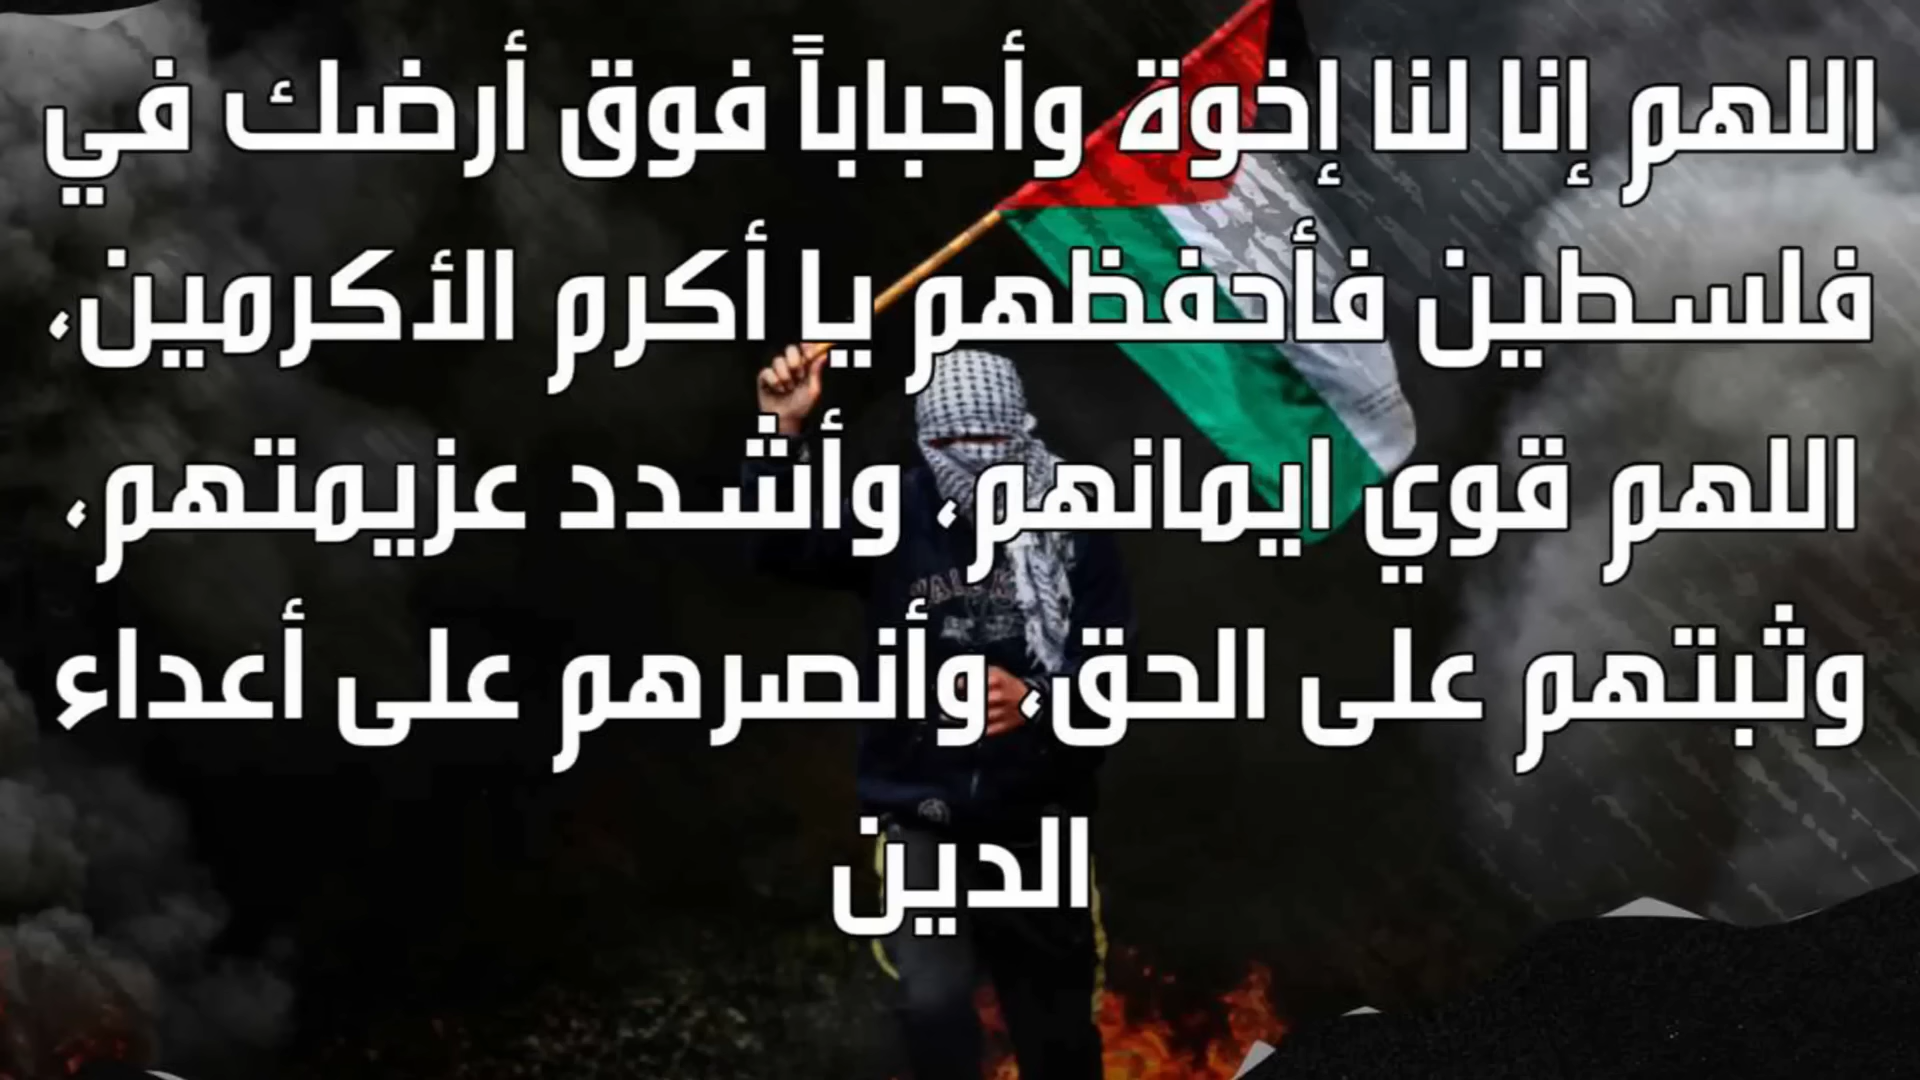 اللهم إنا لنا إخوة وأحباباً فوق أرضك في
فلسطين فأحفظهم يا أكرم الأكرمين،
اللهم قوي ايمانهم، وأشدد عزيمتهم،
وثبتهم على الحق، وأنصرهم على أعداء
الدين